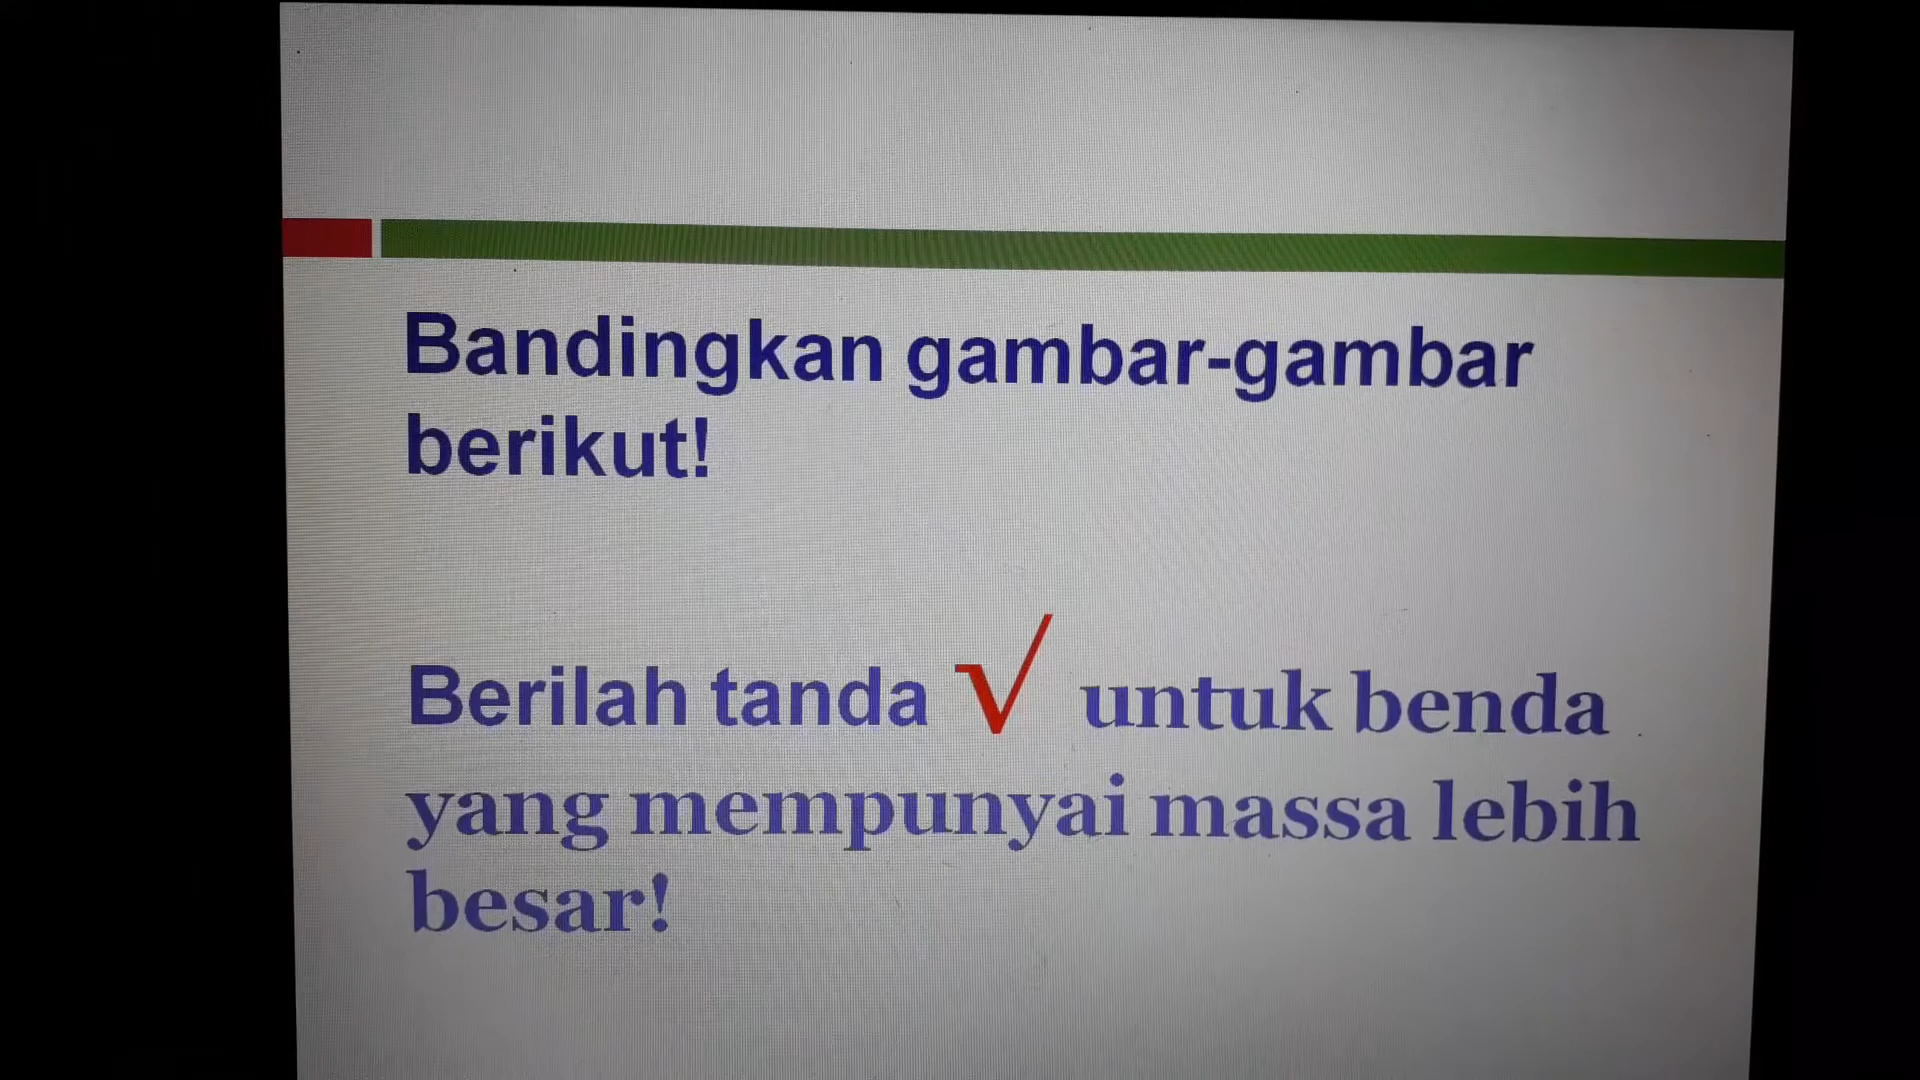 Bandingkan gambar-gambar
berikut!
Berilah tanda √ untuk benda
yang mempunyai massa lebih
besar!